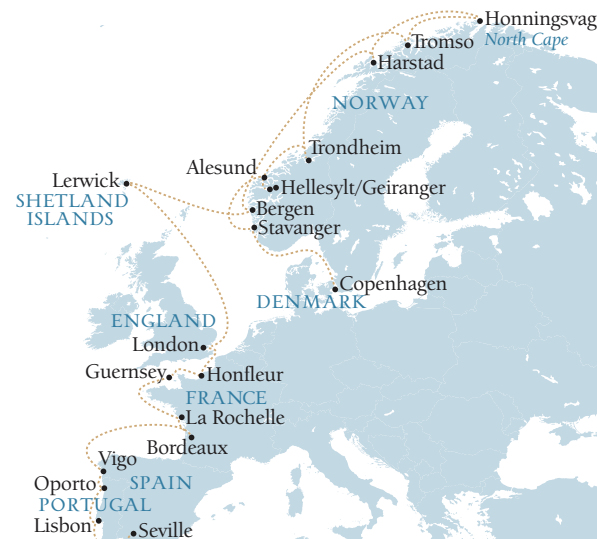 Honningsvag
North Cape
Tromso
Harstad
NORWAY
Trondheim
Alesund
Hellesylt/Geiranger
Lerwick
SHETLAND
ISLANDS
Bergen
Stavanger
Copenhagen
DENMARK
ENGLAND
London
Guernsey
Honfleur
FRANCE
La Rochelle
Bordeaux
Vigo
Oporto
SPAIN
PORTUGAL
Lisbon
Seville